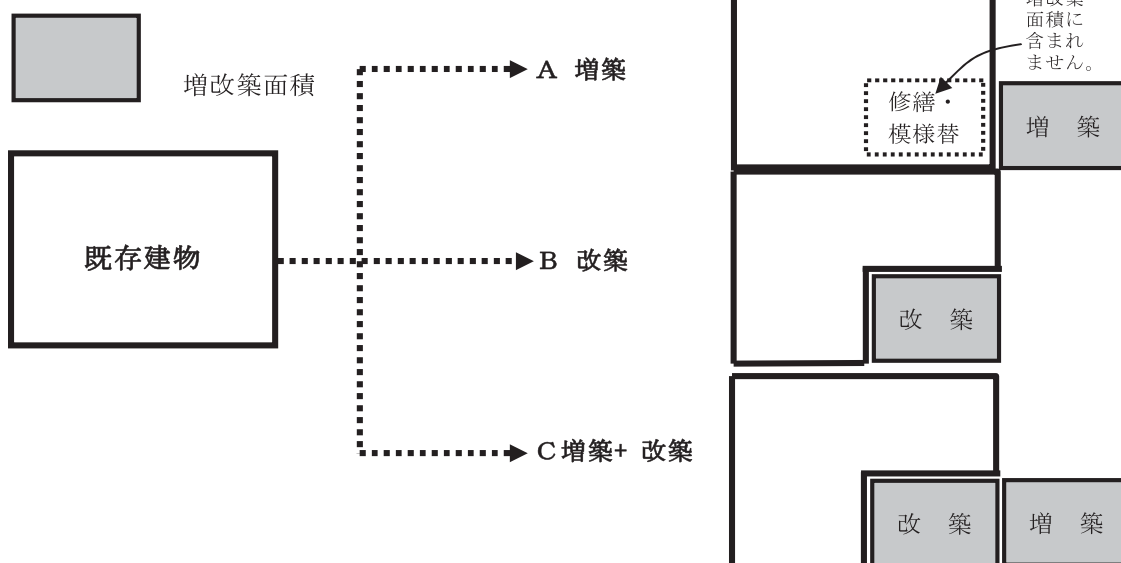 増改築
面積に
含まれ
ません。
増改築面積
A 増築
修繕・
模様替
増 築
既存建物
B 改築
改 築
C増築+ 改築
改 築
増 築